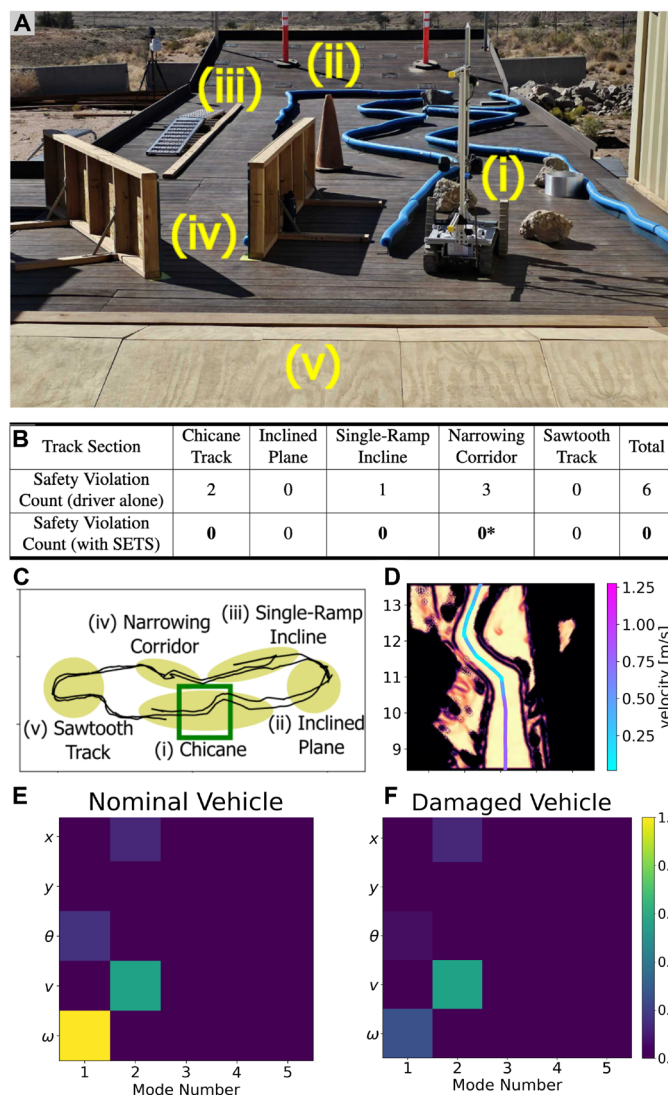 A
(ii)
(iii)
(i)
(iv)
(v)
B
Track Section
Chicane Track
Inclined Plane
Single-Ramp Incline
Narrowing Corridor
Sawtooth Track
Total
Safety Violation Count (driver alone)
2
0
1
3
0
6
Safety Violation Count (with SETS)
0
0
0
0*
0
0
C
(iv) Narrowing
Corridor
(iii) Single-Ramp
Incline
(v) Sawtooth
Track
(i) Chicane
(ii) Inclined
Plane
D
13
12
11
10
9
1.25
1.00
0.75
0.50
0.25
velocity [m/s]
E
Nominal Vehicle
x
y
θ
v
ω
1 2 3 4 5
Mode Number
F
Damaged Vehicle
1 2 3 4 5
Mode Number